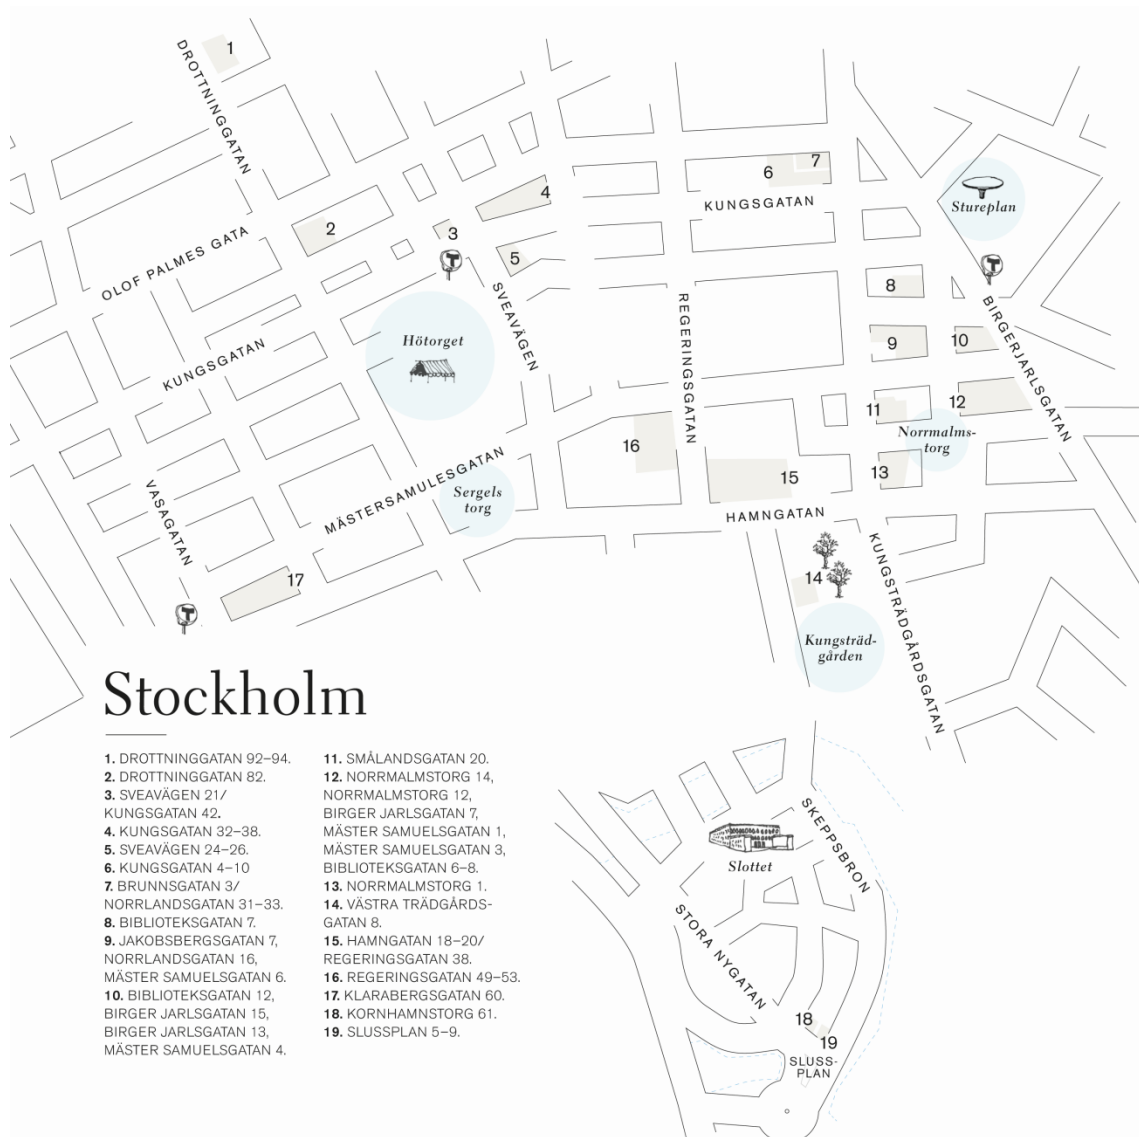 1
DROTTNINGGATAN
4
7
6
KUNGSGATAN
Stureplan
2
3
OLOF PALMES GATA
5
T
T
8
SVEAVÄGEN
REGERINGSGATAN
BIRGERJARLSGATAN
Hötorget
9
10
KUNGSGATAN
12
11
Norrmalms-
torg
16
13
15
MÄSTERSAMULESGATAN
Sergels
torg
VASAGATAN
HAMNGATAN
KUNGSTRÄDGÅRDSGATAN
14
17
T
Kungsträd-
gården
Stockholm
1. DROTTNINGGATAN 92–94.
2. DROTTNINGGATAN 82.
3. SVEAVÄGEN 21/
KUNGSGATAN 42.
4. KUNGSGATAN 32–38.
5. SVEAVÄGEN 24–26.
6. KUNGSGATAN 4–10
7. BRUNNSGATAN 3/
NORRLANDSGATAN 31–33.
8. BIBLIOTEKSGATAN 7.
9. JAKOBSBERGSGATAN 7,
NORRLANDSGATAN 16,
MÄSTER SAMUELSGATAN 6.
10. BIBLIOTEKSGATAN 12,
BIRGER JARLSGATAN 15,
BIRGER JARLSGATAN 13,
MÄSTER SAMUELSGATAN 4.
11. SMÅLANDSGATAN 20.
12. NORRMALMSTORG 14,
NORRMALMSTORG 12,
BIRGER JARLSGATAN 7,
MÄSTER SAMUELSGATAN 1,
MÄSTER SAMUELSGATAN 3,
BIBLIOTEKSGATAN 6–8.
13. NORRMALMSTORG 1.
14. VÄSTRA TRÄDGÅRDS-
GATAN 8.
15. HAMNGATAN 18–20/
REGERINGSGATAN 38.
16. REGERINGSGATAN 49–53.
17. KLARABERGSGATAN 60.
18. KORNHAMNSTORG 61.
19. SLUSSPLAN 5–9.
SKEPPSBRON
Slottet
STORA NYGATAN
18
19
SLUSS-
PLAN